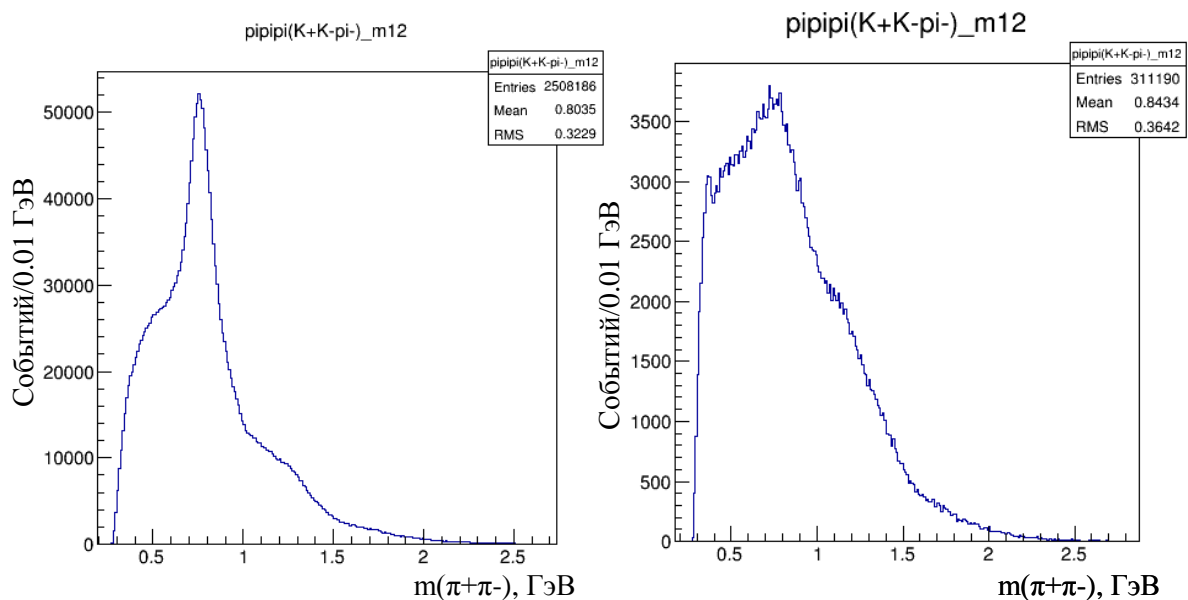 pipipi(K+K-pi-)_m12
pipipi(K+K-pi-)_m12
Entries 2508186
Mean 0.8035
RMS 0.3229
50000
40000
30000
20000
10000
0
0.5
1
1.5
2
2.5
Событий/0.01 ГэВ
m(π+π-), ГэВ
pipipi(K+K-pi-)_m12
pipipi(K+K-pi-)_m12
Entries 311190
Mean 0.8434
RMS 0.3642
3500
3000
2500
2000
1500
1000
500
0
0.5
1
1.5
2
2.5
Событий/0.01 ГэВ
m(π+π-), ГэВ